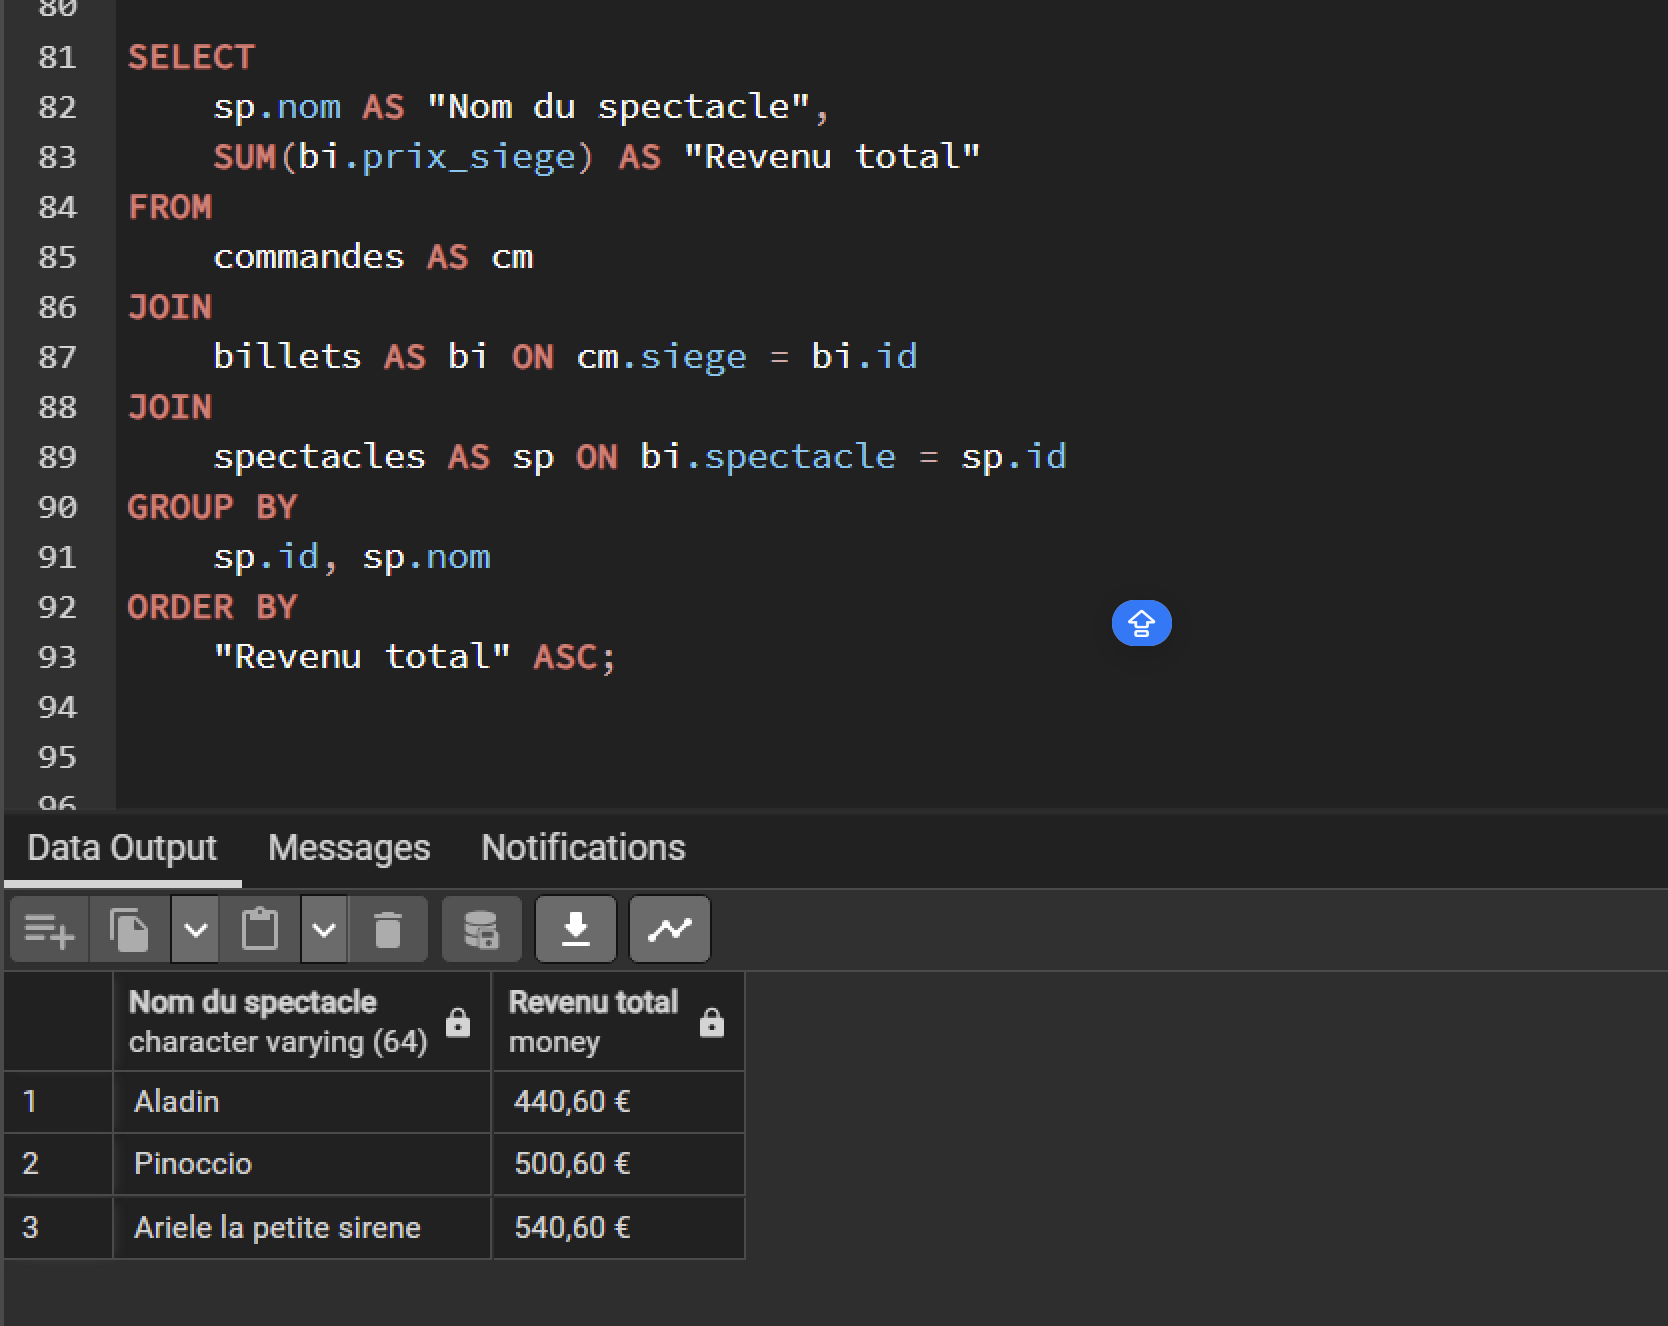 80
81 SELECT
82 sp.nom AS "Nom du spectacle",
83 SUM(bi.prix_siege) AS "Revenu total"
84 FROM
85 commandes AS cm
86 JOIN
87 billets AS bi ON cm.siege = bi.id
88 JOIN
89 spectacles AS sp ON bi.spectacle = sp.id
90 GROUP BY
91 sp.id, sp.nom
92 ORDER BY
93 "Revenu total" ASC;
94
95
96
Data Output Messages Notifications
Nom du spectacle Revenu total
character varying (64) money
1 Aladin 440,60 €
2 Pinoccio 500,60 €
3 Ariele la petite sirene 540,60 €